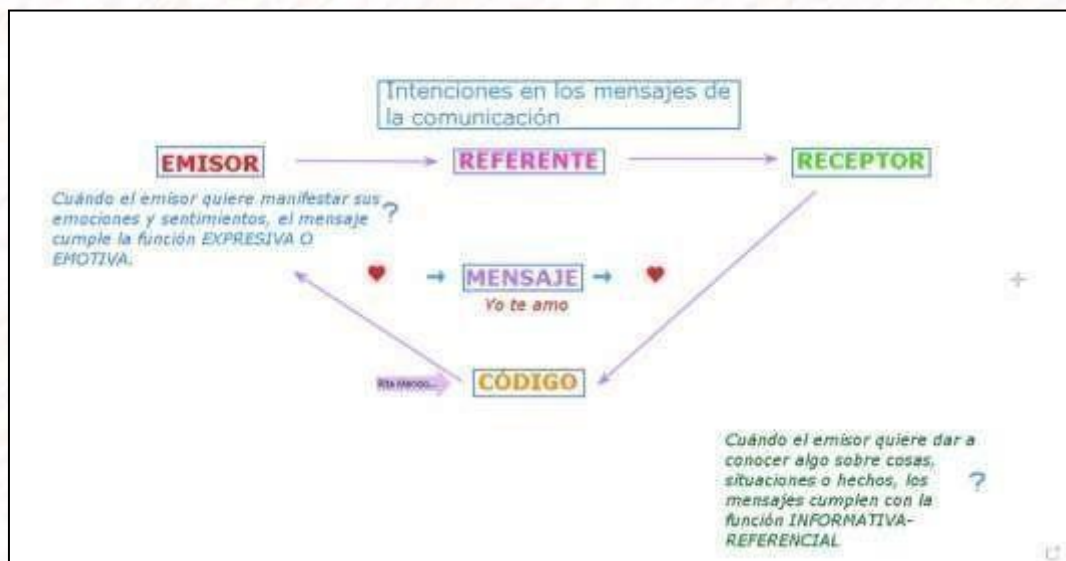 Intenciones en los mensajes de
la comunicación
EMISOR
REFERENTE
RECEPTOR
Cuándo el emisor quiere manifestar sus
emociones y sentimientos, el mensaje
cumple la función EXPRESIVA O
EMOTIVA.
?
MENSAJE
Yo te amo
CÓDIGO
Cuándo el emisor quiere dar a
conocer algo sobre cosas,
situaciones o hechos, los
mensajes cumplen con la
función INFORMATIVA-
REFERENCIAL
?